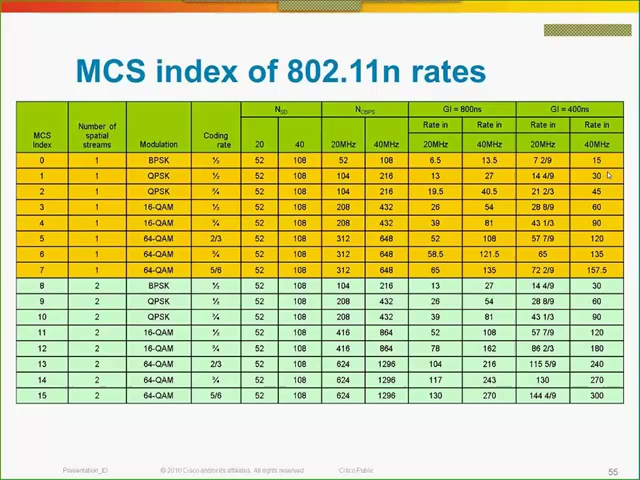 MCS index of 802.11n rates
MCS Index Number of spatial streams Modulation Coding rate NSD NCBPS GI = 800ns GI = 400ns
Rate in Rate in Rate in Rate in
20 40 20MHz 40MHz 20MHz 40MHz 20MHz 40MHz
0 1 BPSK ½ 52 108 52 108 6.5 13.5 7 2/9 15
1 1 QPSK ½ 52 108 104 216 13 27 14 4/9 30
2 1 QPSK ¾ 52 108 104 216 19.5 40.5 21 2/3 45
3 1 16-QAM ½ 52 108 208 432 26 54 28 8/9 60
4 1 16-QAM ¾ 52 108 208 432 39 81 43 1/3 90
5 1 64-QAM 2/3 52 108 312 648 52 108 57 7/9 120
6 1 64-QAM ¾ 52 108 312 648 58.5 121.5 65 135
7 1 64-QAM 5/6 52 108 312 648 65 135 72 2/9 157.5
8 2 BPSK ½ 52 108 104 216 13 27 14 4/9 30
9 2 QPSK ½ 52 108 208 432 26 54 28 8/9 60
10 2 QPSK ¾ 52 108 208 432 39 81 43 1/3 90
11 2 16-QAM ½ 52 108 416 864 52 108 57 7/9 120
12 2 16-QAM ¾ 52 108 416 864 78 162 86 2/3 180
13 2 64-QAM 2/3 52 108 624 1296 104 216 115 5/9 240
14 2 64-QAM ¾ 52 108 624 1296 117 243 130 270
15 2 64-QAM 5/6 52 108 624 1296 130 270 144 4/9 300
Presentation_ID © 2010 Cisco and/or its affiliates. All rights reserved. Cisco Public 55